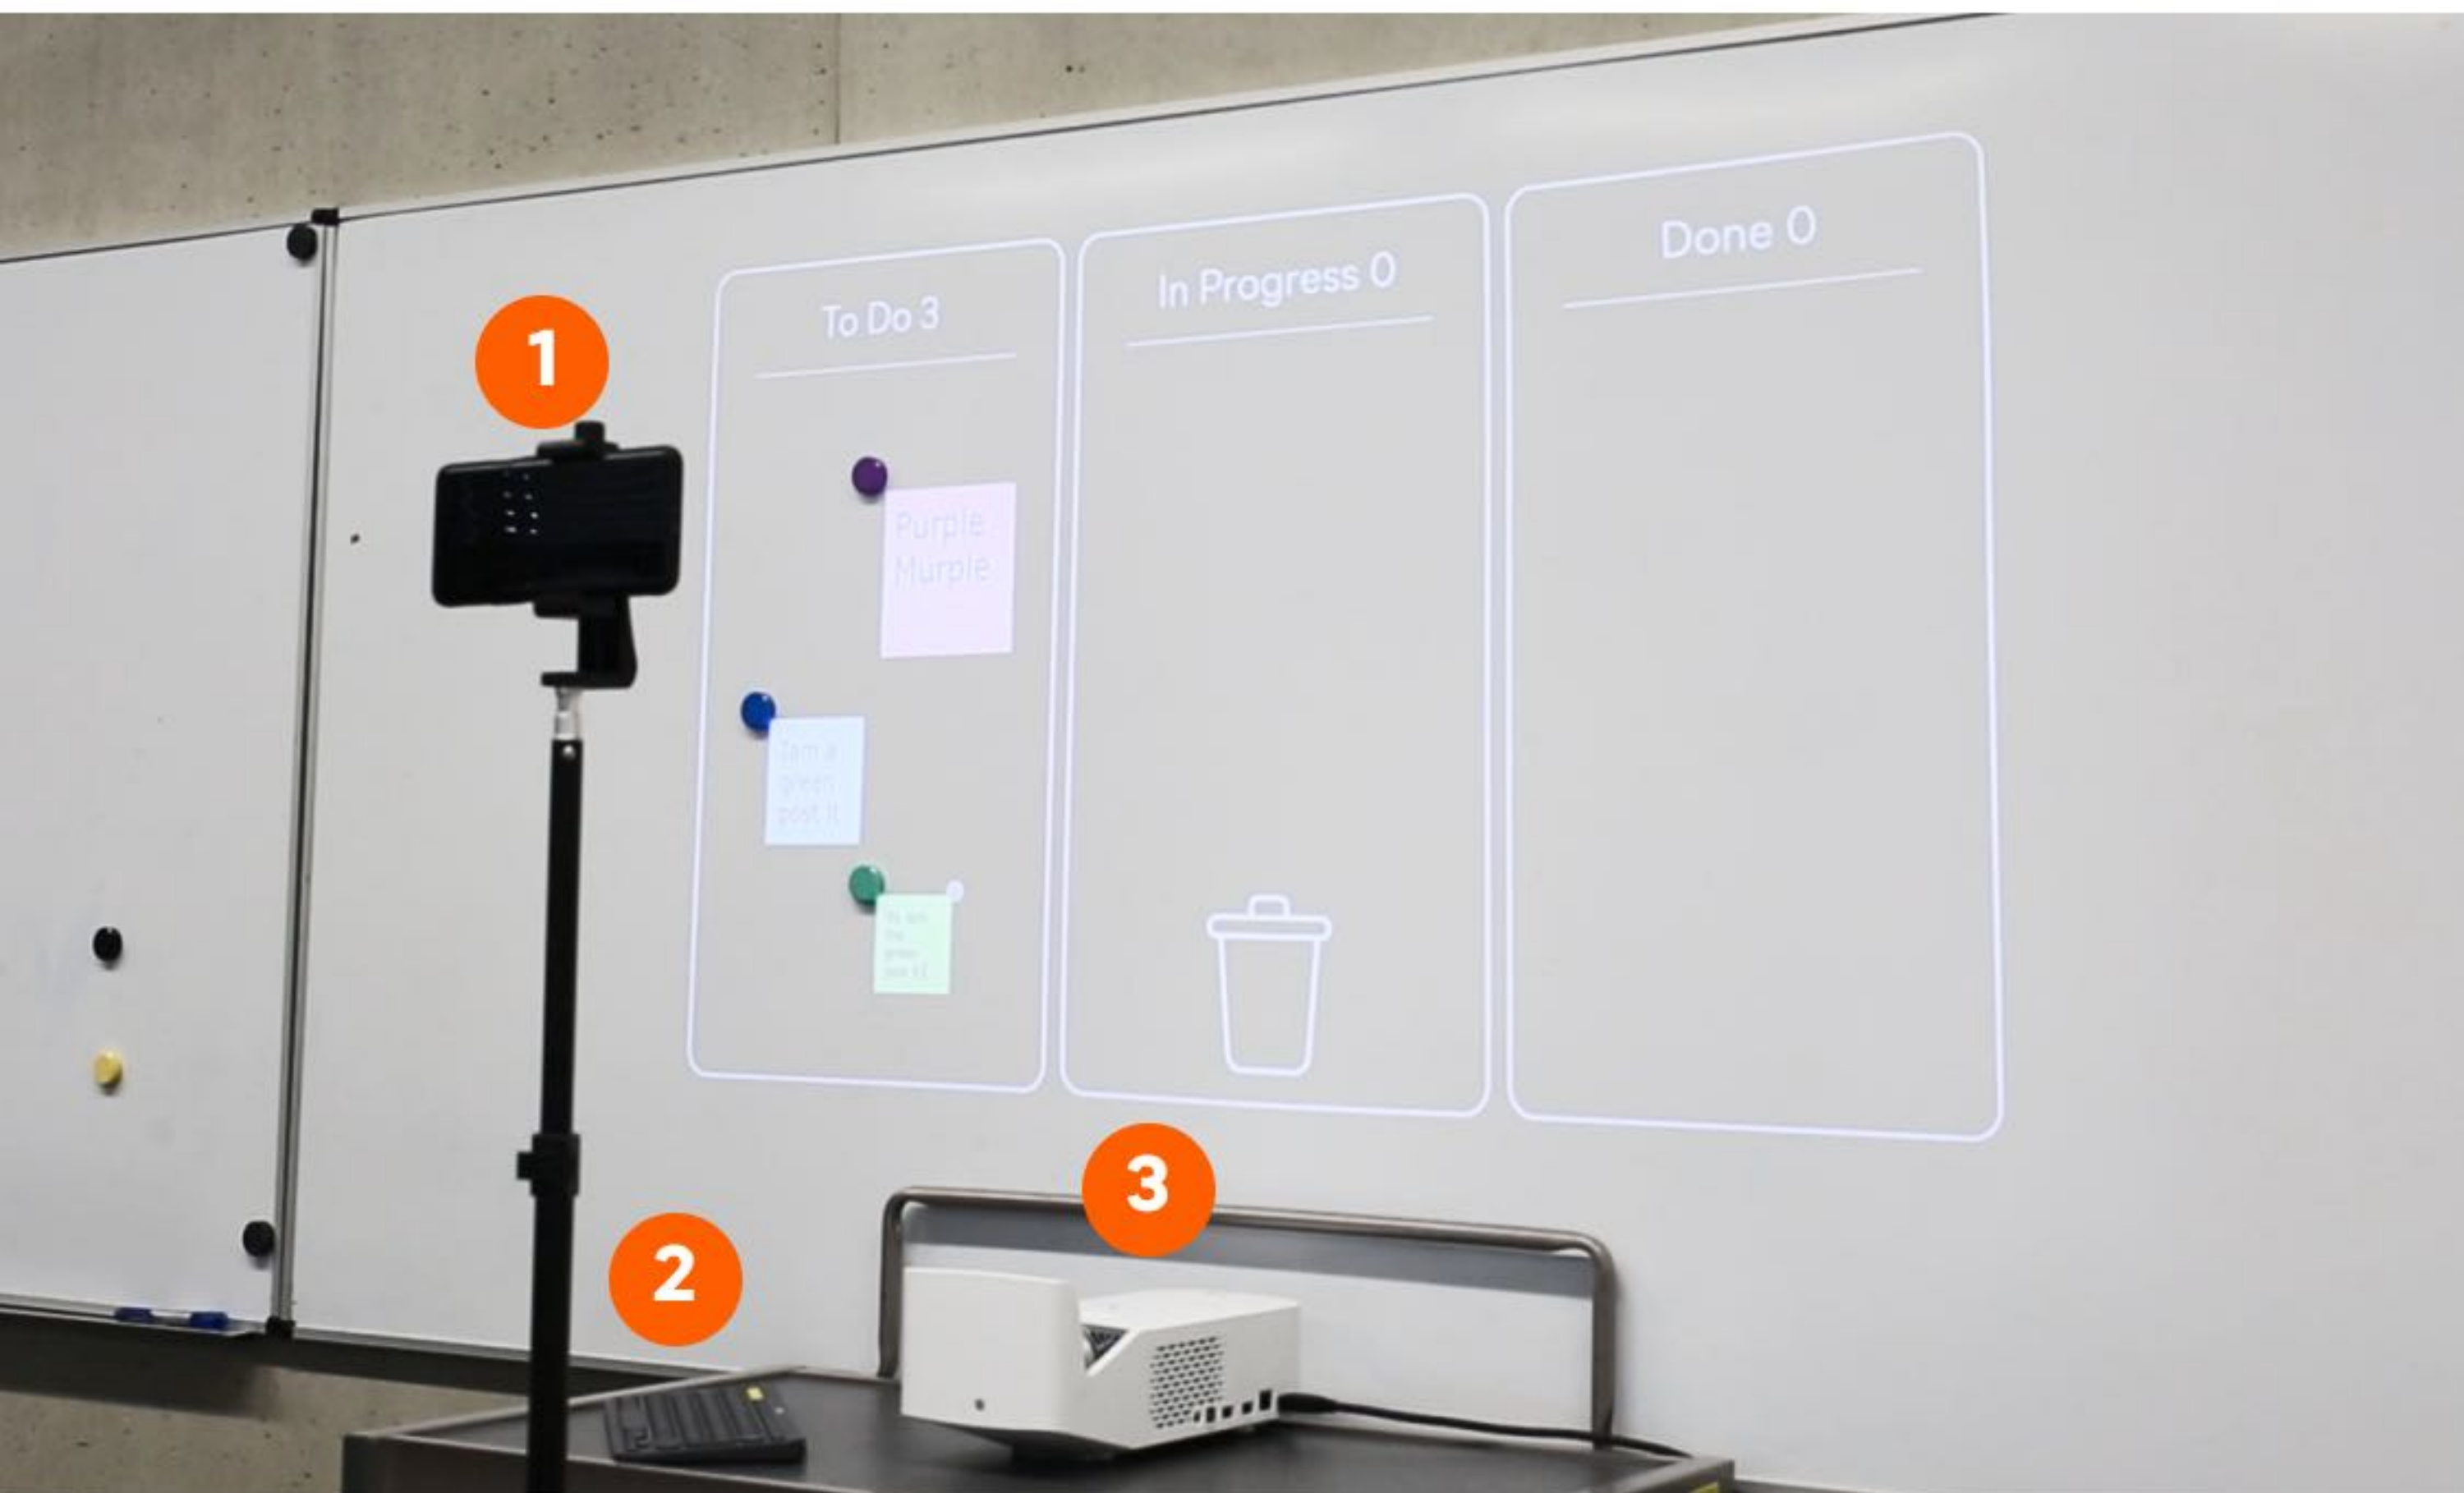 1
To Do 3
In Progress 0
Done 0
Purple
Murple
I am a
green
post it
3
2